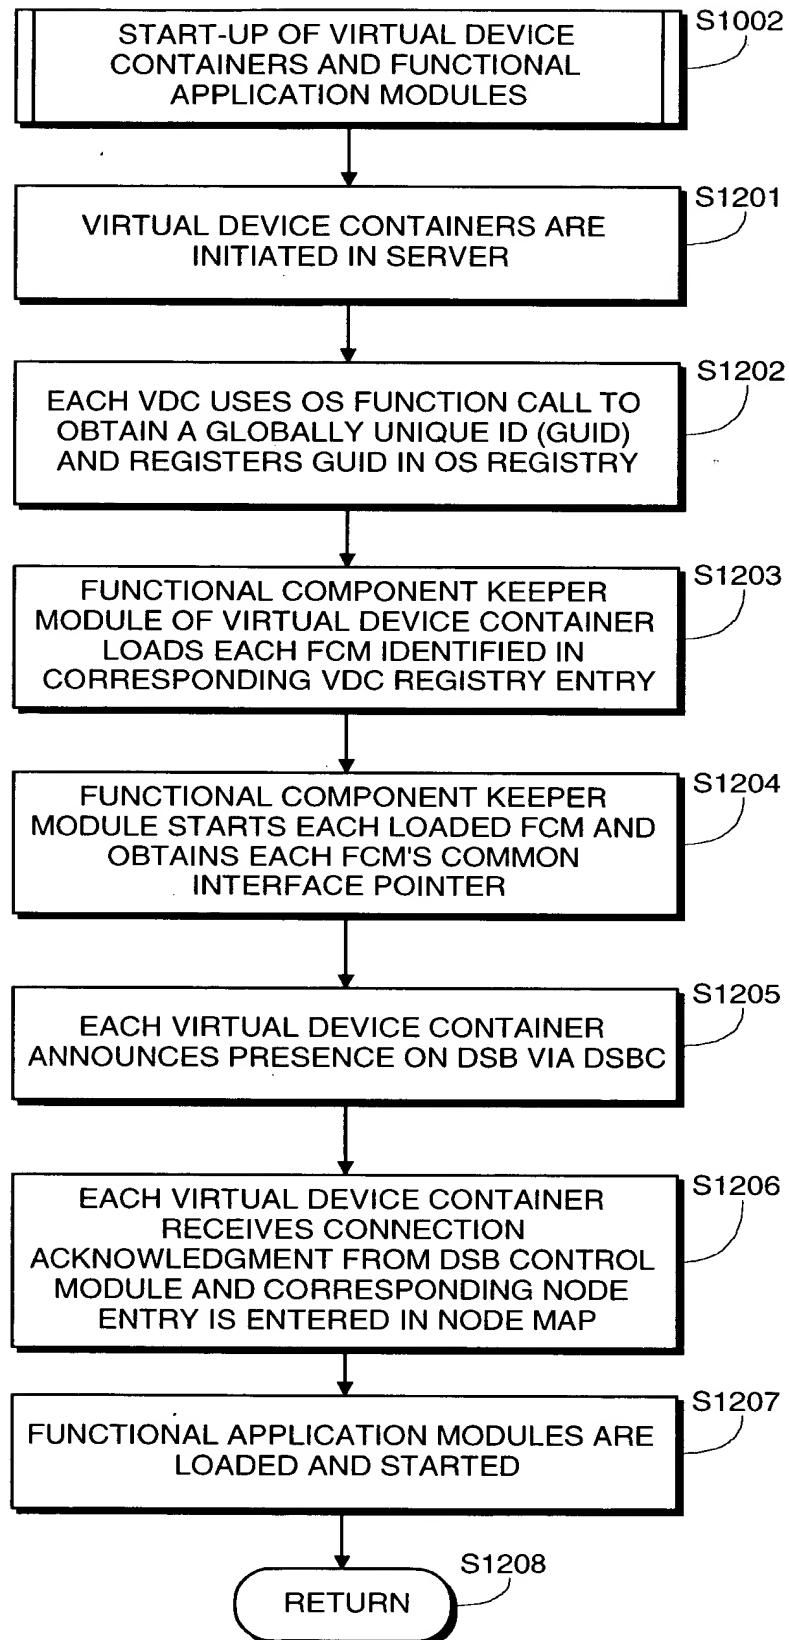 START-UP OF VIRTUAL DEVICE
CONTAINERS AND FUNCTIONAL
APPLICATION MODULES
S1002
VIRTUAL DEVICE CONTAINERS ARE
INITIATED IN SERVER
S1201
EACH VDC USES OS FUNCTION CALL TO
OBTAIN A GLOBALLY UNIQUE ID (GUID)
AND REGISTERS GUID IN OS REGISTRY
S1202
FUNCTIONAL COMPONENT KEEPER
MODULE OF VIRTUAL DEVICE CONTAINER
LOADS EACH FCM IDENTIFIED IN
CORRESPONDING VDC REGISTRY ENTRY
S1203
FUNCTIONAL COMPONENT KEEPER
MODULE STARTS EACH LOADED FCM AND
OBTAINS EACH FCM'S COMMON
INTERFACE POINTER
S1204
EACH VIRTUAL DEVICE CONTAINER
ANNOUNCES PRESENCE ON DSB VIA DSBC
S1205
EACH VIRTUAL DEVICE CONTAINER
RECEIVES CONNECTION
ACKNOWLEDGMENT FROM DSB CONTROL
MODULE AND CORRESPONDING NODE
ENTRY IS ENTERED IN NODE MAP
S1206
FUNCTIONAL APPLICATION MODULES ARE
LOADED AND STARTED
S1207
RETURN
S1208